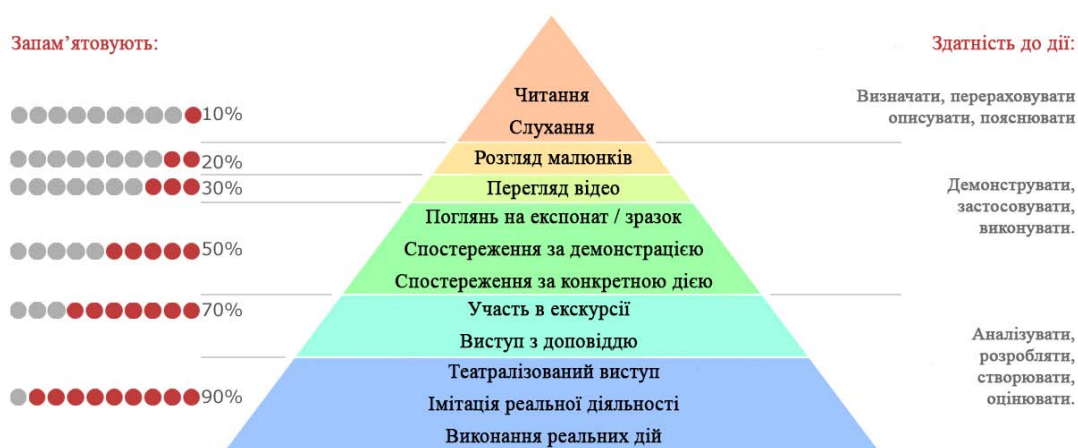 Запам’ятовують:
10%
20%
30%
50%
70%
90%
Читання
Слухання
Розгляд малюнків
Перегляд відео
Поглянь на експонат / зразок
Спостереження за демонстрацією
Спостереження за конкретною дією
Участь в екскурсії
Виступ з доповіддю
Театралізований виступ
Імітація реальної діяльності
Виконання реальних дій
Здатність до дії:
Визначати, перераховувати
описувати, пояснювати
Демонструвати,
застосовувати,
виконувати.
Аналізувати,
розробляти,
створювати,
оцінювати.